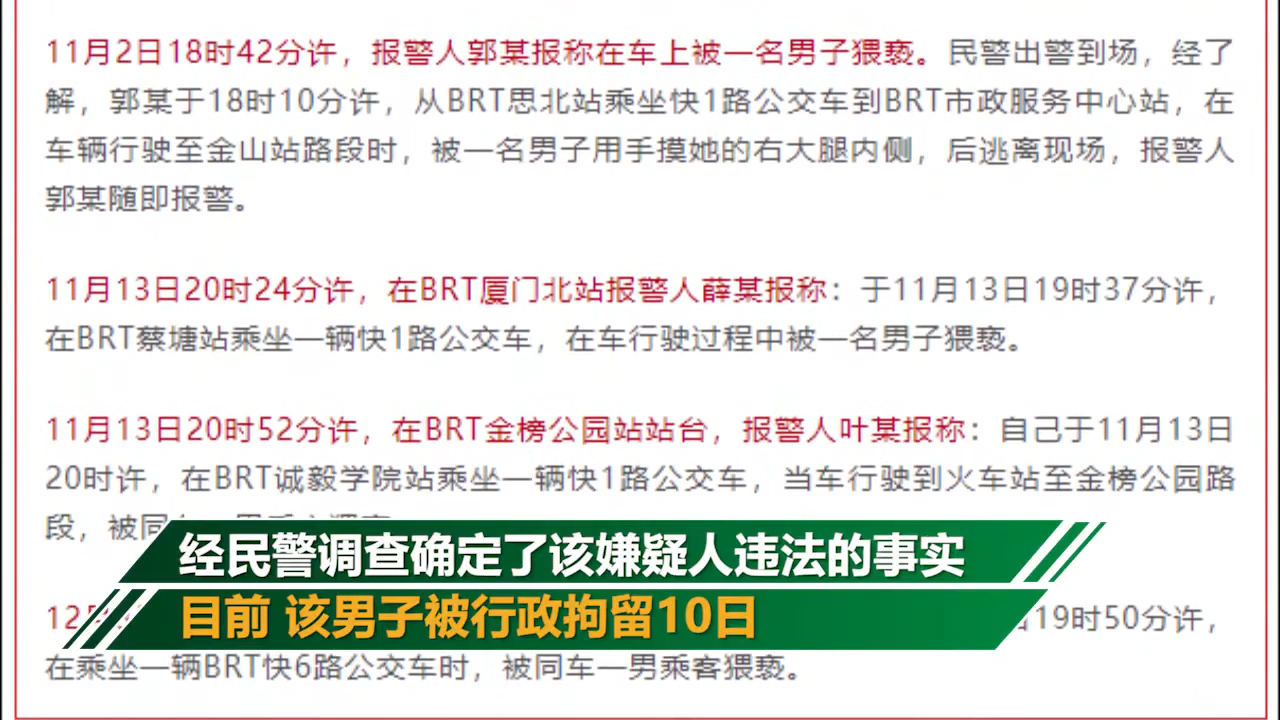 11月2日18时42分许，报警人郭某报称在车上被一名男子猥亵。民警出警到场，经了
解，郭某于18时10分许，从BRT思北站乘坐快1路公交车到BRT市政服务中心站，在
车辆行驶至金山站路段时，被一名男子用手摸她的右大腿内侧，后逃离现场，报警人
郭某随即报警。
11月13日20时24分许，在BRT厦门北站报警人薛某报称：于11月13日19时37分许，
在BRT蔡塘站乘坐一辆快1路公交车，在车行驶过程中被一名男子猥亵。
11月13日20时52分许，在BRT金榜公园站站台，报警人叶某报称：自己于11月13日
20时许，在BRT诚毅学院站乘坐一辆快1路公交车，当车行驶到火车站至金榜公园路
段，被同
经民警调查确定了该嫌疑人违法的事实
目前 该男子被行政拘留10日
12 19时50分许，
在乘坐一辆BRT快6路公交车时，被同车一男乘客猥亵。